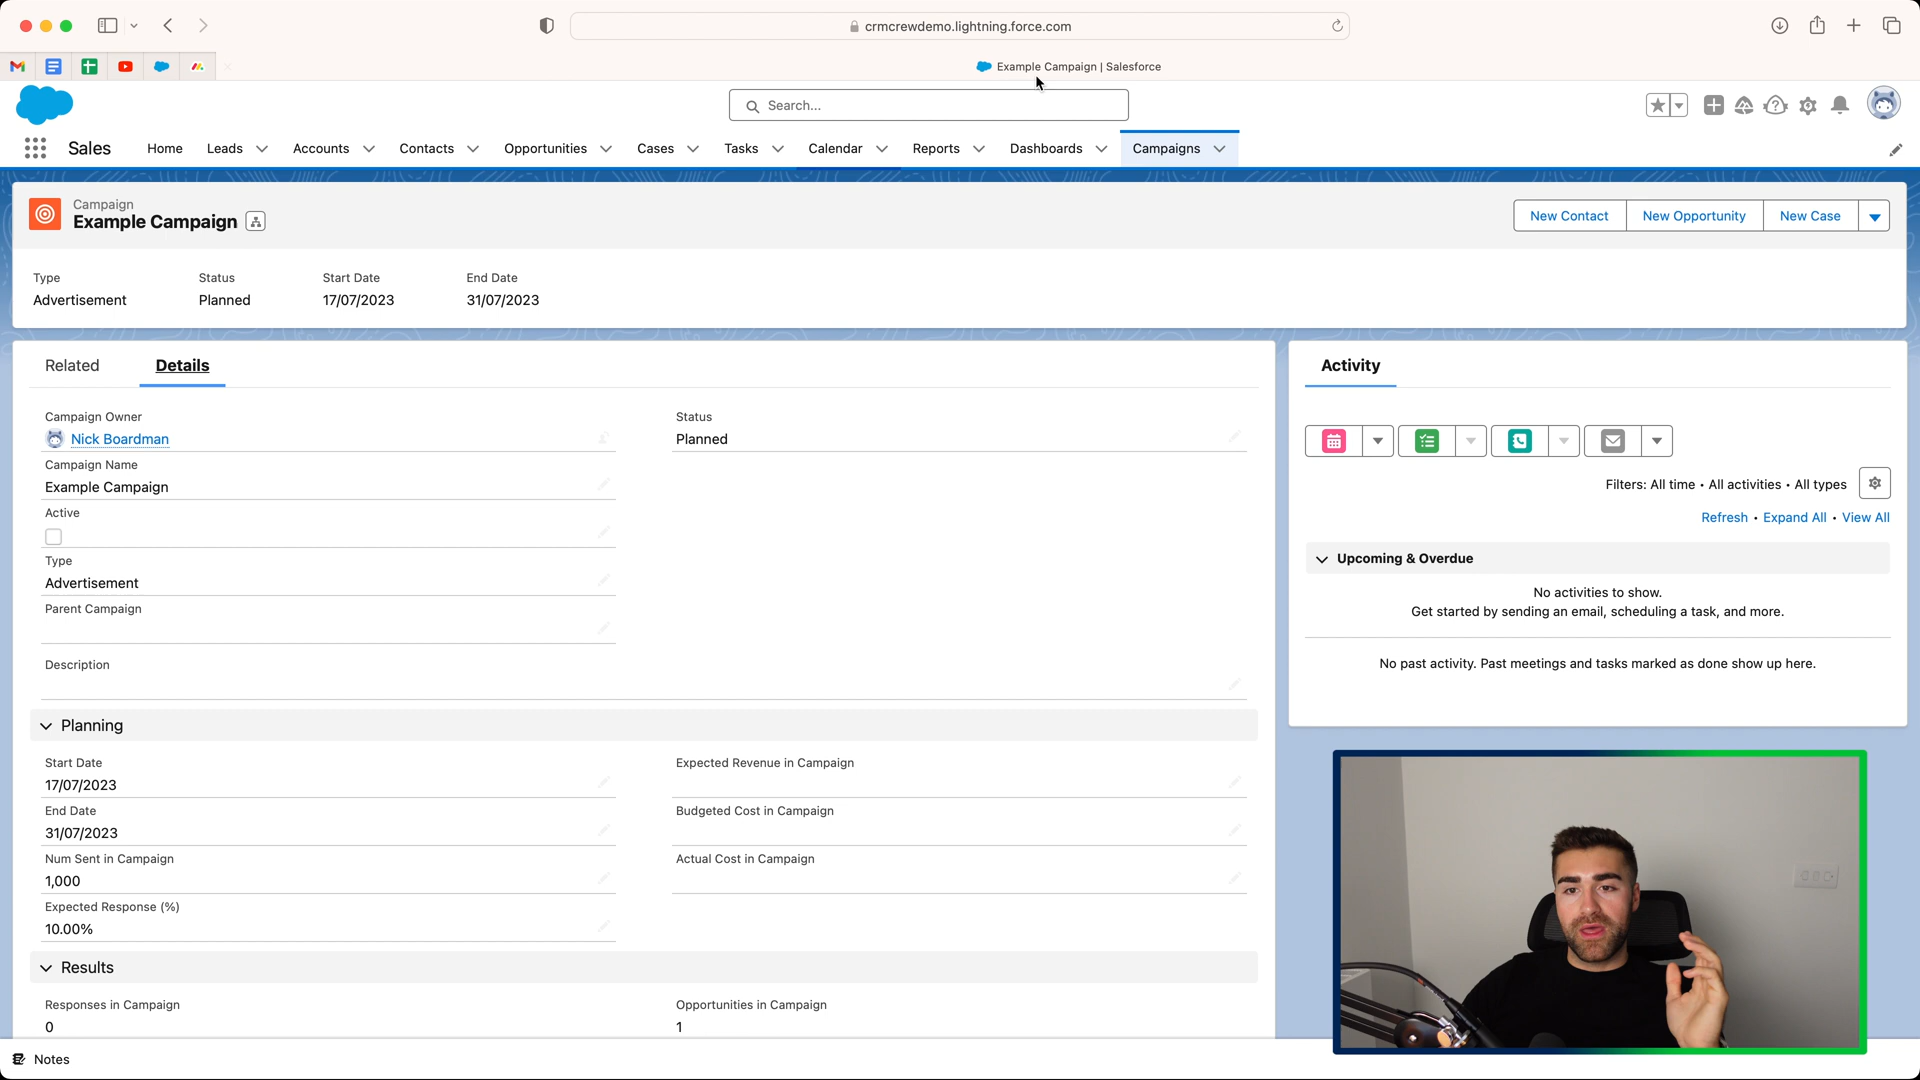 crmcrewdemo.lightning.force.com
Example Campaign | Salesforce
Search...
Sales
Home
Leads
Accounts
Contacts
Opportunities
Cases
Tasks
Calendar
Reports
Dashboards
Campaigns
Campaign
Example Campaign
New Contact
New Opportunity
New Case
Type
Advertisement
Status
Planned
Start Date
17/07/2023
End Date
31/07/2023
Related
Details
Campaign Owner
Nick Boardman
Status
Planned
Campaign Name
Example Campaign
Active
Type
Advertisement
Parent Campaign
Description
Planning
Start Date
17/07/2023
Expected Revenue in Campaign
End Date
31/07/2023
Budgeted Cost in Campaign
Num Sent in Campaign
1,000
Actual Cost in Campaign
Expected Response (%)
10.00%
Results
Responses in Campaign
0
Opportunities in Campaign
1
Activity
Filters: All time • All activities • All types
Refresh • Expand All • View All
Upcoming & Overdue
No activities to show.
Get started by sending an email, scheduling a task, and more.
No past activity. Past meetings and tasks marked as done show up here.
Notes